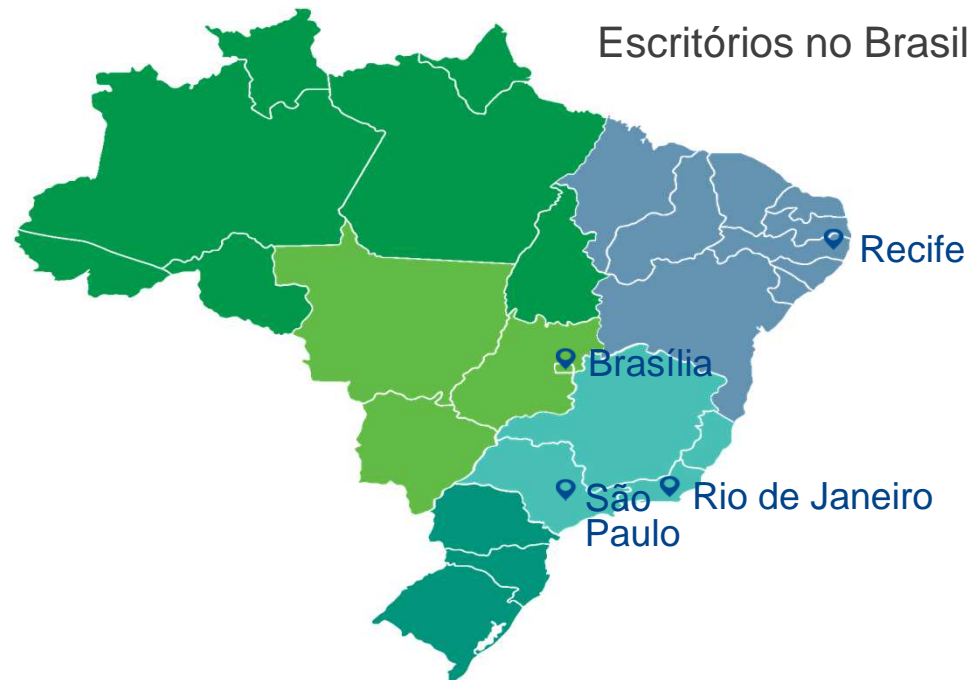 Escritórios no Brasil
Recife
Brasília
São
Paulo
Rio de Janeiro